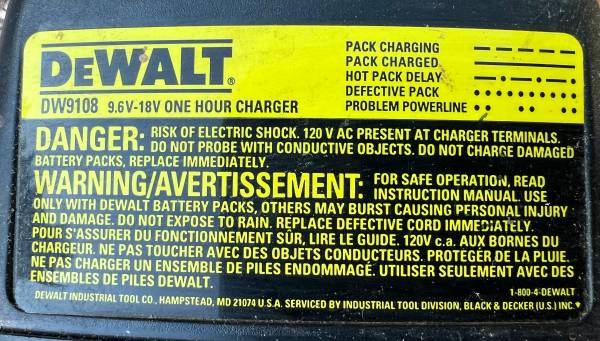 DEWALT®
DW9108 9.6V-18V ONE HOUR CHARGER
PACK CHARGING
PACK CHARGED
HOT PACK DELAY
DEFECTIVE PACK
PROBLEM POWERLINE
DANGER: RISK OF ELECTRIC SHOCK. 120 V AC PRESENT AT CHARGER TERMINALS.
DO NOT PROBE WITH CONDUCTIVE OBJECTS. DO NOT CHARGE DAMAGED
BATTERY PACKS, REPLACE IMMEDIATELY.
WARNING/AVERTISSEMENT: FOR SAFE OPERATION, READ
INSTRUCTION MANUAL. USE
ONLY WITH DEWALT BATTERY PACKS, OTHERS MAY BURST CAUSING PERSONAL INJURY
AND DAMAGE. DO NOT EXPOSE TO RAIN. REPLACE DEFECTIVE CORD IMMEDIATELY.
POUR S'ASSURER DU FONCTIONNEMENT SÛR, LIRE LE GUIDE. 120V c.a. AUX BORNES DU
CHARGEUR. NE PAS TOUCHER AVEC DES OBJETS CONDUCTEURS. PROTEGER DE LA PLUIE.
NE PAS CHARGER UN ENSEMBLE DE PILES ENDOMMAGÉ. UTILISER SEULEMENT AVEC DES
ENSEMBLES DE PILES DEWALT.
1-800-4-DEWALT
DEWALT INDUSTRIAL TOOL CO., HAMPSTEAD, MD 21074 U.S.A. SERVICED BY INDUSTRIAL TOOL DIVISION, BLACK & DECKER (U.S.) INC.